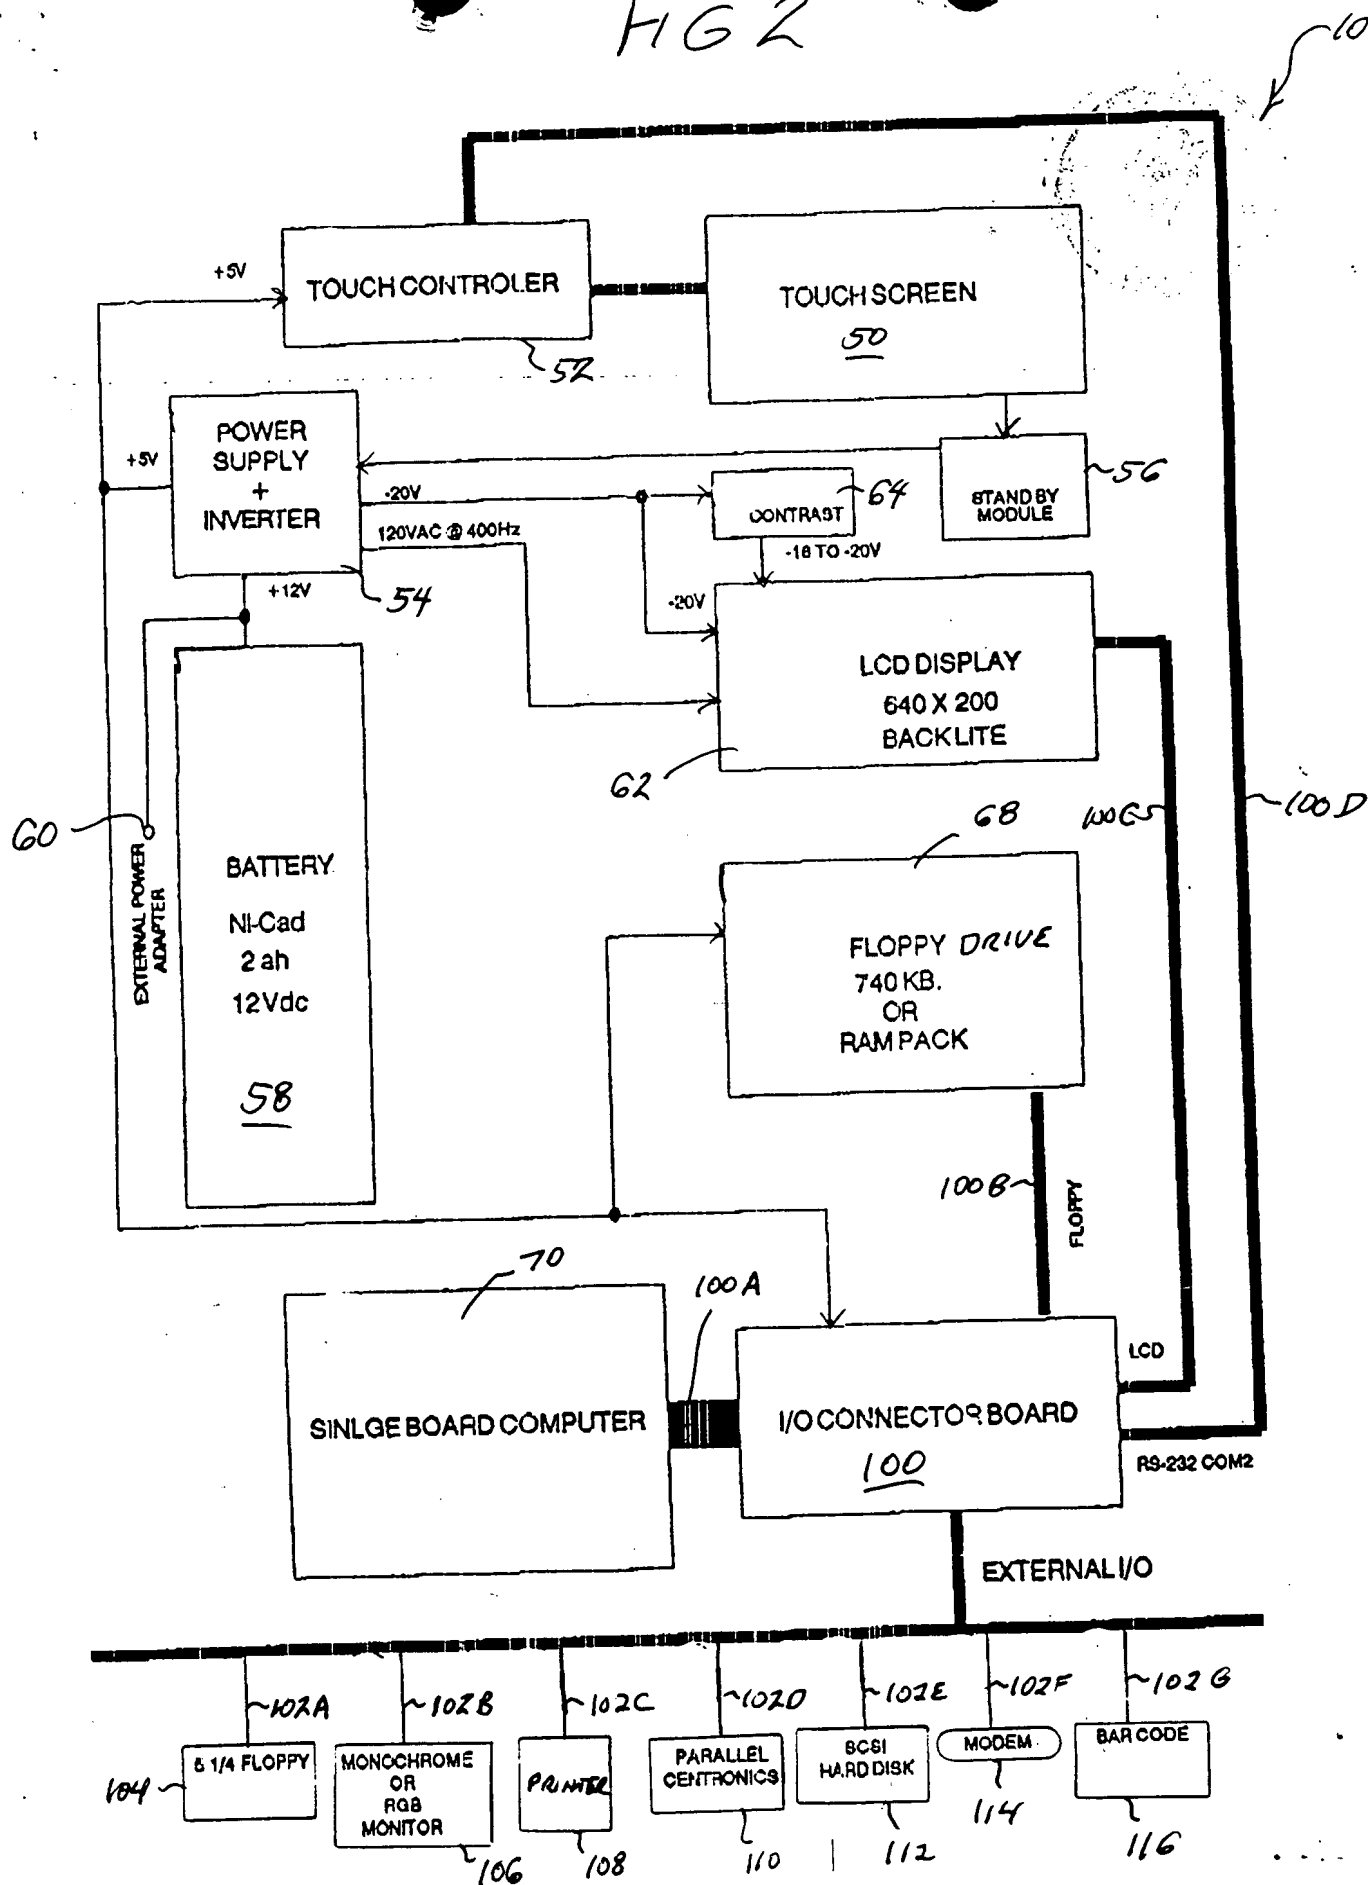 FIG 2
10
+5V
TOUCH CONTROLER
52
TOUCH SCREEN
50
POWER
SUPPLY
+
INVERTER
+5V
-20V
120VAC @ 400Hz
+12V
54
64
CONTRAST
-16 TO -20V
56
STAND BY
MODULE
-20V
LCD DISPLAY
640 X 200
BACKLITE
62
60
EXTERNAL POWER
ADAPTER
BATTERY
NI-Cad
2 ah
12Vdc
58
68
FLOPPY DRIVE
740 KB.
OR
RAM PACK
100C
100D
100B
FLOPPY
70
100A
SINLGE BOARD COMPUTER
I/O CONNECTOR BOARD
100
LCD
RS-232 COM2
EXTERNAL I/O
102A
102B
102C
102D
102E
102F
102G
104
5 1/4 FLOPPY
MONOCHROME
OR
RGB
MONITOR
106
PRINTER
108
PARALLEL
CENTRONICS
110
SCSI
HARD DISK
112
MODEM
114
BAR CODE
116